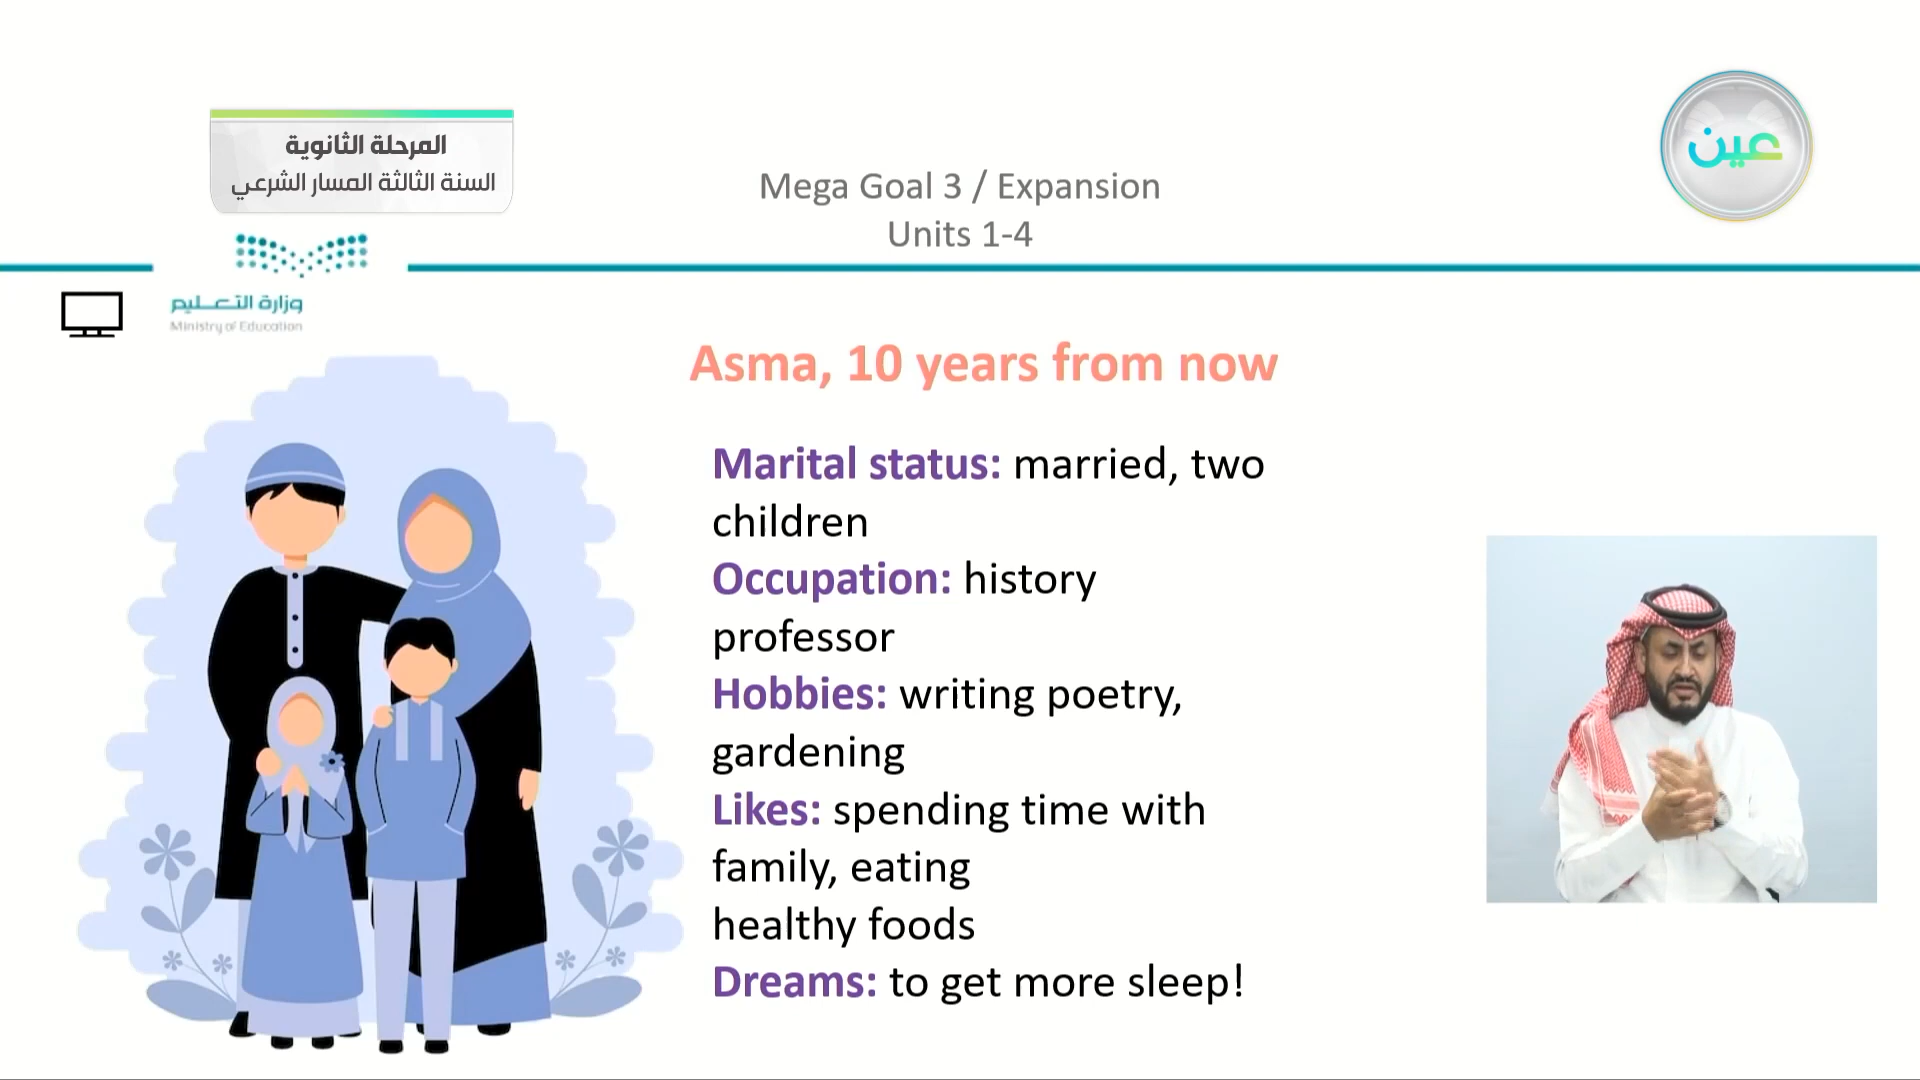 المرحلة الثانوية
السنة الثالثة المسار الشرعي
عين
Mega Goal 3 / Expansion
Units 1-4
وزارة التعليم
Ministry of Education
Asma, 10 years from now
Marital status: married, two
children
Occupation: history
professor
Hobbies: writing poetry,
gardening
Likes: spending time with
family, eating
healthy foods
Dreams: to get more sleep!